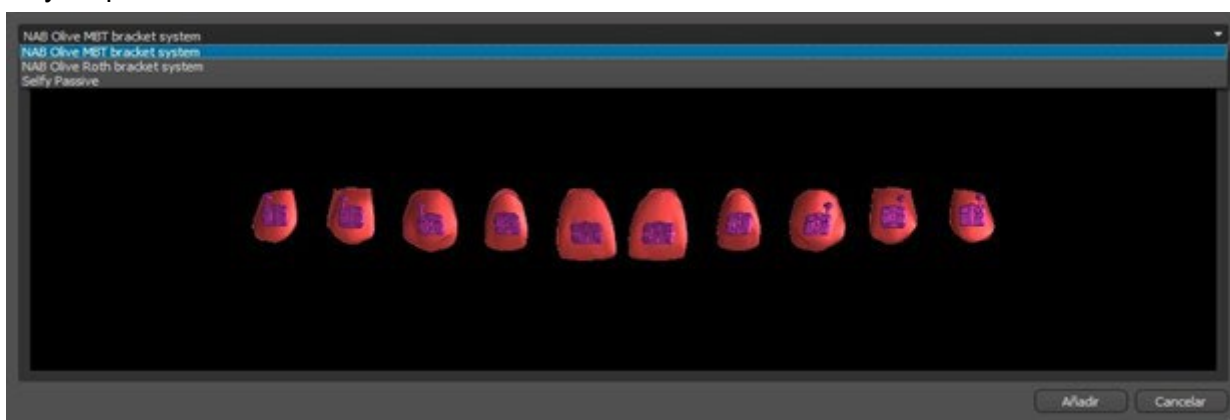 NAB Olive MBT bracket system
NAB Olive MBT bracket system
NAB Olive Roth bracket system
Selfy Passive
Añadir
Cancelar